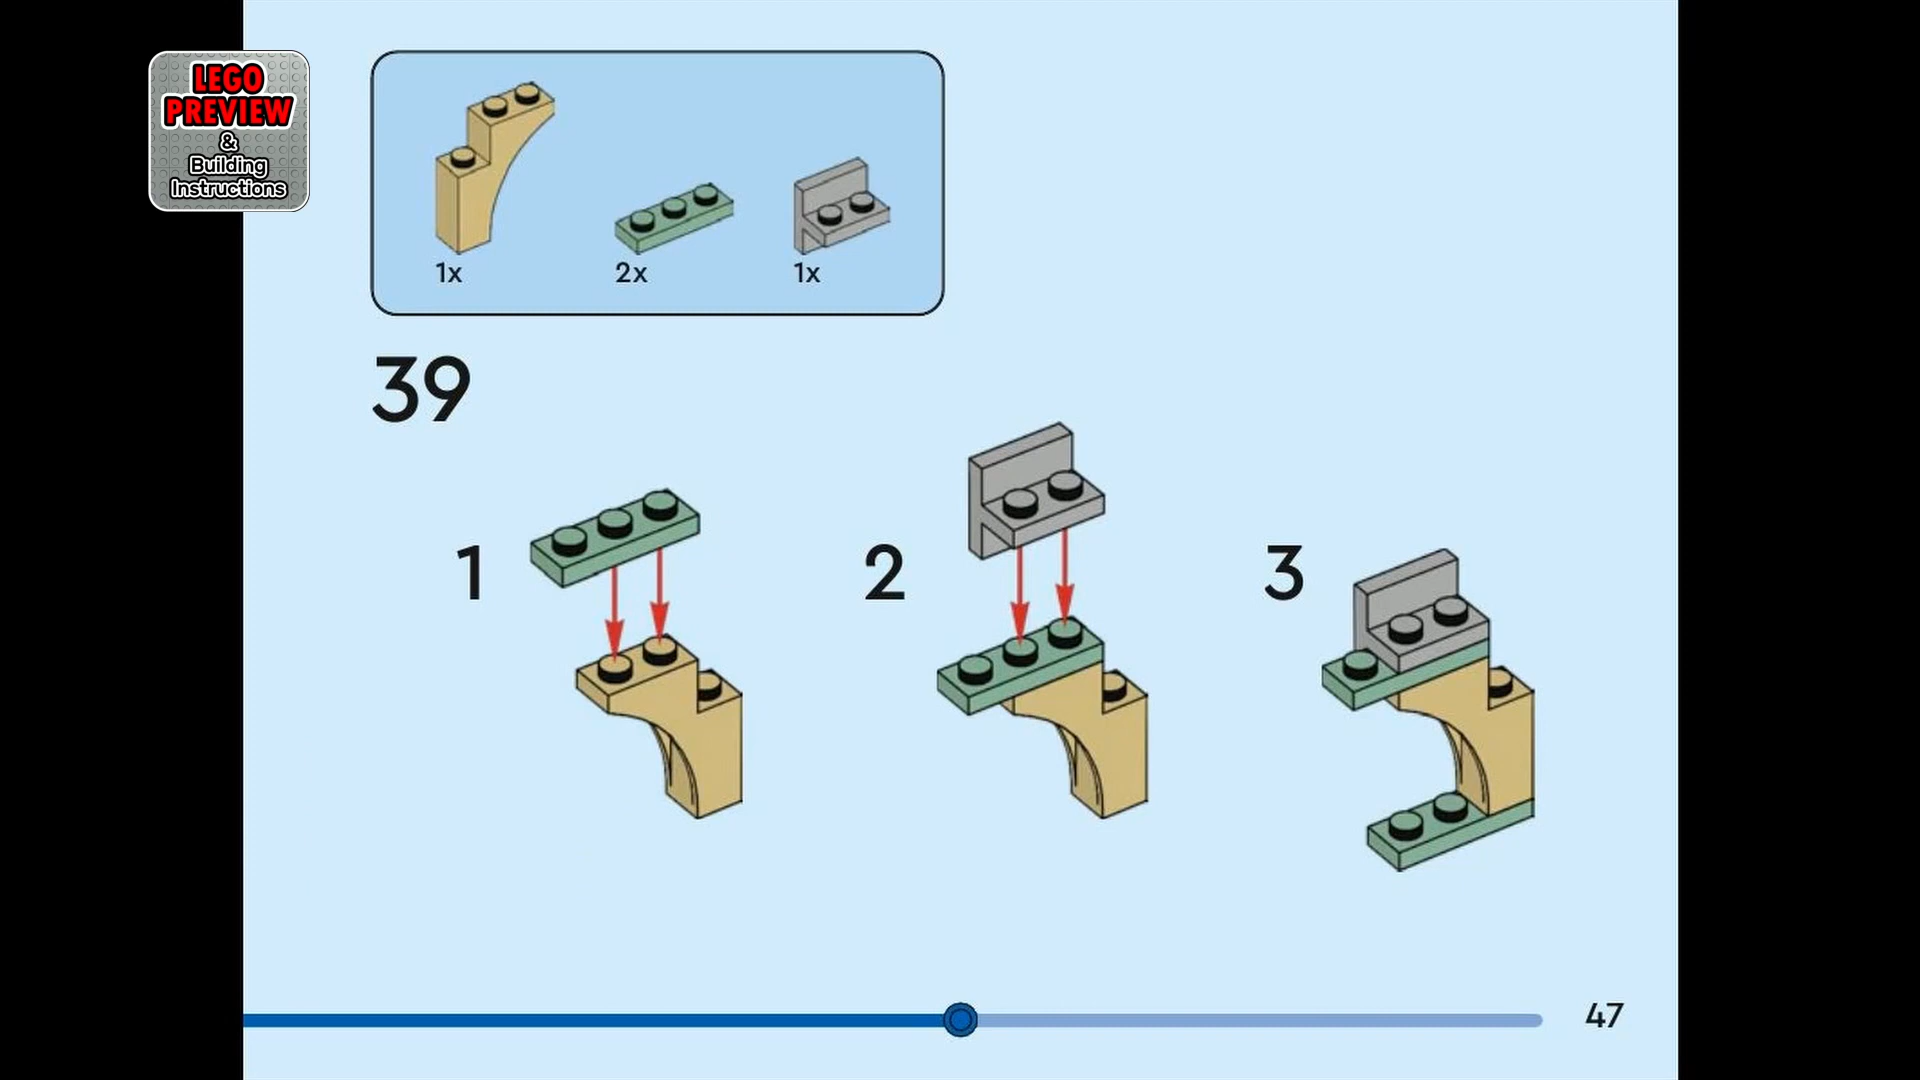 LEGO
PREVIEW
&
Building
Instructions
1x
2x
1x
39
1
2
3
47